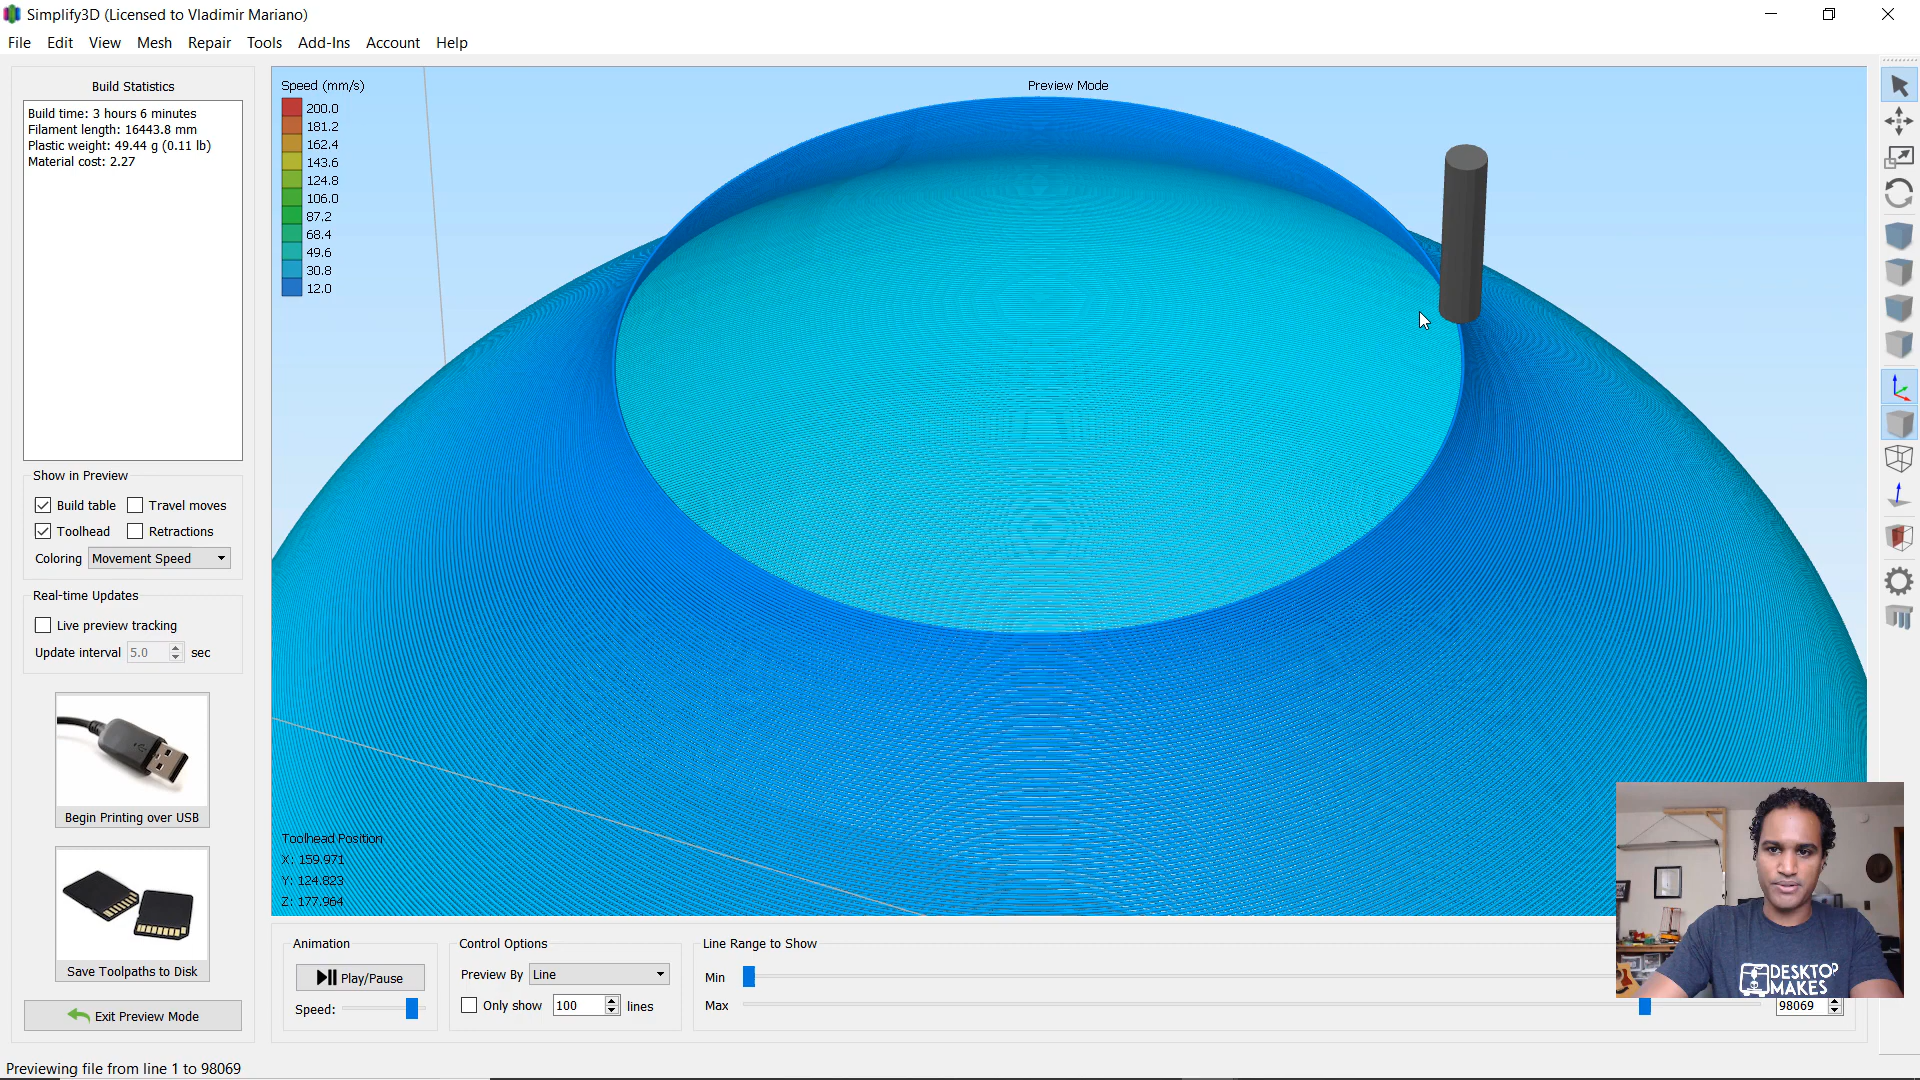 Simplify3D (Licensed to Vladimir Mariano)
File Edit View Mesh Repair Tools Add-Ins Account Help
Build Statistics
Build time: 3 hours 6 minutes
Filament length: 16443.8 mm
Plastic weight: 49.44 g (0.11 lb)
Material cost: 2.27
Show in Preview
Build table Travel moves
Toolhead Retractions
Coloring Movement Speed
Real-time Updates
Live preview tracking
Update interval 5.0 sec
Begin Printing over USB
Save Toolpaths to Disk
Exit Preview Mode
Speed (mm/s)
200.0
181.2
162.4
143.6
124.8
106.0
87.2
68.4
49.6
30.8
12.0
Preview Mode
Toolhead Position
X: 159.971
Y: 124.823
Z: 177.964
Animation
Play/Pause
Speed:
Control Options
Preview By Line
Only show 100 lines
Line Range to Show
Min
Max 98069
DESKTOP
MAKES
Previewing file from line 1 to 98069